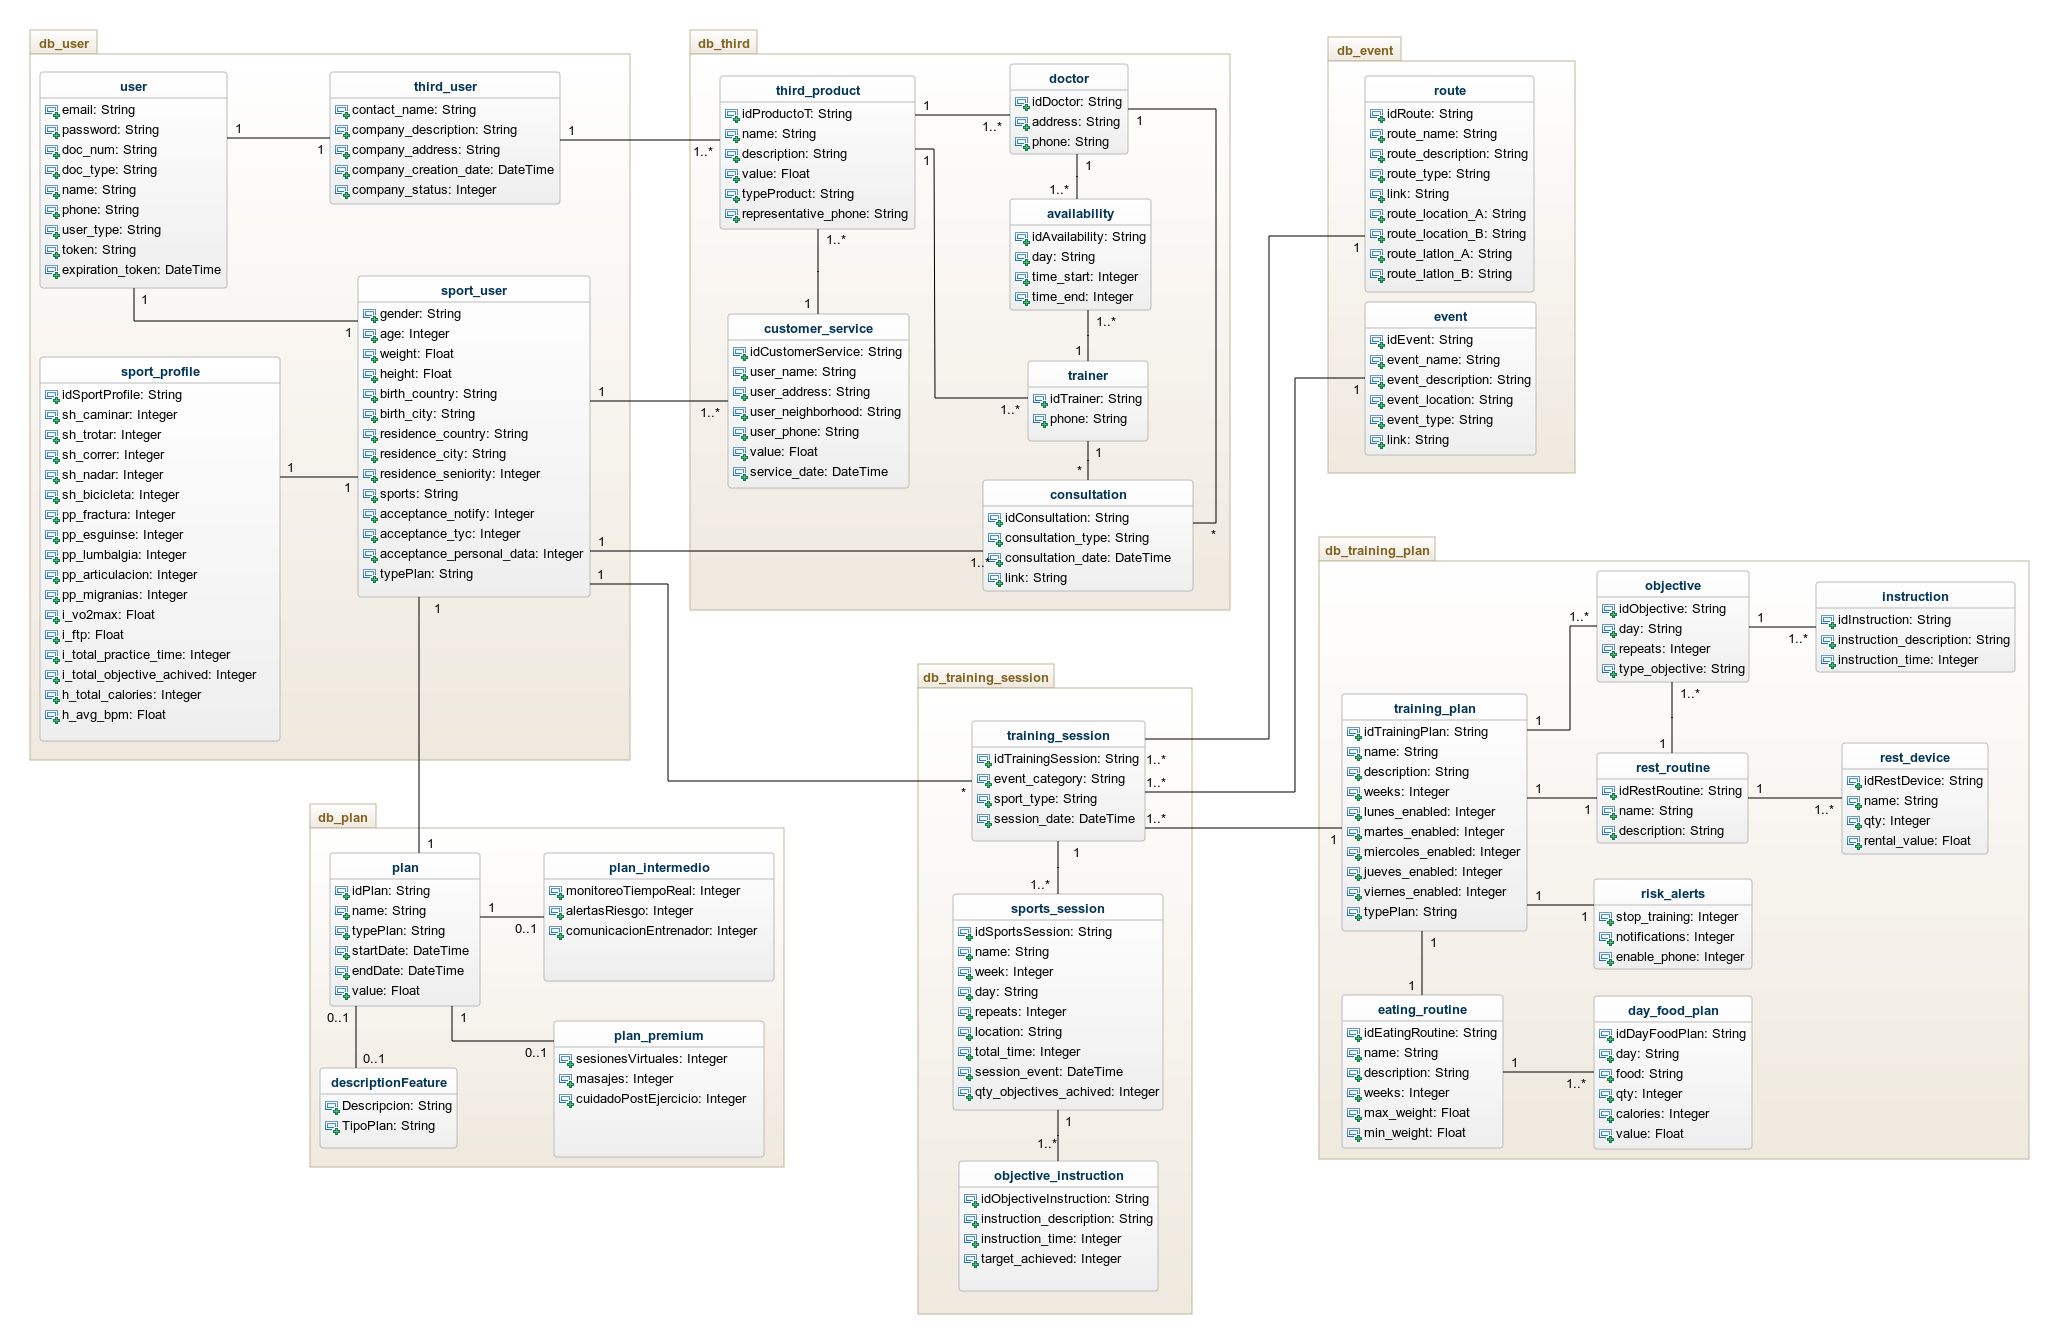 db_user
user
email: String
password: String
doc_num: String
doc_type: String
name: String
phone: String
user_type: String
token: String
expiration_token: DateTime
1
1
third_user
contact_name: String
company_description: String
company_address: String
company_creation_date: DateTime
company_status: Integer
1
1..*
1
1
sport_user
gender: String
age: Integer
weight: Float
height: Float
birth_country: String
birth_city: String
residence_country: String
residence_city: String
residence_seniority: Integer
sports: String
acceptance_notify: Integer
acceptance_tyc: Integer
acceptance_personal_data: Integer
typePlan: String
sport_profile
idSportProfile: String
sh_caminar: Integer
sh_trotar: Integer
sh_correr: Integer
sh_nadar: Integer
sh_bicicleta: Integer
pp_fractura: Integer
pp_esguinse: Integer
pp_lumbalgia: Integer
pp_articulacion: Integer
pp_migranias: Integer
i_vo2max: Float
i_ftp: Float
i_total_practice_time: Integer
i_total_objective_achived: Integer
h_total_calories: Integer
h_avg_bpm: Float
1
1
1
1..*
1
1..*
1
*
1
1
db_third
third_product
idProductoT: String
name: String
description: String
value: Float
typeProduct: String
representative_phone: String
1
1..*
1
1..*
1..*
1
doctor
idDoctor: String
address: String
phone: String
1
*
1
1..*
availability
idAvailability: String
day: String
time_start: Integer
time_end: Integer
1..*
1
customer_service
idCustomerService: String
user_name: String
user_address: String
user_neighborhood: String
user_phone: String
value: Float
service_date: DateTime
trainer
idTrainer: String
phone: String
1
*
consultation
idConsultation: String
consultation_type: String
consultation_date: DateTime
link: String
db_event
route
idRoute: String
route_name: String
route_description: String
route_type: String
link: String
route_location_A: String
route_location_B: String
route_latlon_A: String
route_latlon_B: String
1
event
idEvent: String
event_name: String
event_description: String
event_location: String
event_type: String
link: String
1
db_plan
plan
idPlan: String
name: String
typePlan: String
startDate: DateTime
endDate: DateTime
value: Float
1
0..1
plan_intermedio
monitoreoTiempoReal: Integer
alertasRiesgo: Integer
comunicacionEntrenador: Integer
0..1
0..1
1
0..1
descriptionFeature
Descripcion: String
TipoPlan: String
plan_premium
sesionesVirtuales: Integer
masajes: Integer
cuidadoPostEjercicio: Integer
db_training_session
training_session
idTrainingSession: String
event_category: String
sport_type: String
session_date: DateTime
1..*
1..*
1..*
1
1
1..*
sports_session
idSportsSession: String
name: String
week: Integer
day: String
repeats: Integer
location: String
total_time: Integer
session_event: DateTime
qty_objectives_achived: Integer
1
1..*
objective_instruction
idObjectiveInstruction: String
instruction_description: String
instruction_time: Integer
target_achieved: Integer
db_training_plan
objective
idObjective: String
day: String
repeats: Integer
type_objective: String
1..*
1
1..*
instruction
idInstruction: String
instruction_description: String
instruction_time: Integer
1..*
1
training_plan
idTrainingPlan: String
name: String
description: String
weeks: Integer
lunes_enabled: Integer
martes_enabled: Integer
miercoles_enabled: Integer
jueves_enabled: Integer
viernes_enabled: Integer
typePlan: String
1
1
1
1
1
rest_routine
idRestRoutine: String
name: String
description: String
1
1..*
rest_device
idRestDevice: String
name: String
qty: Integer
rental_value: Float
risk_alerts
stop_training: Integer
notifications: Integer
enable_phone: Integer
1
1
eating_routine
idEatingRoutine: String
name: String
description: String
weeks: Integer
max_weight: Float
min_weight: Float
1
1..*
day_food_plan
idDayFoodPlan: String
day: String
food: String
qty: Integer
calories: Integer
value: Float